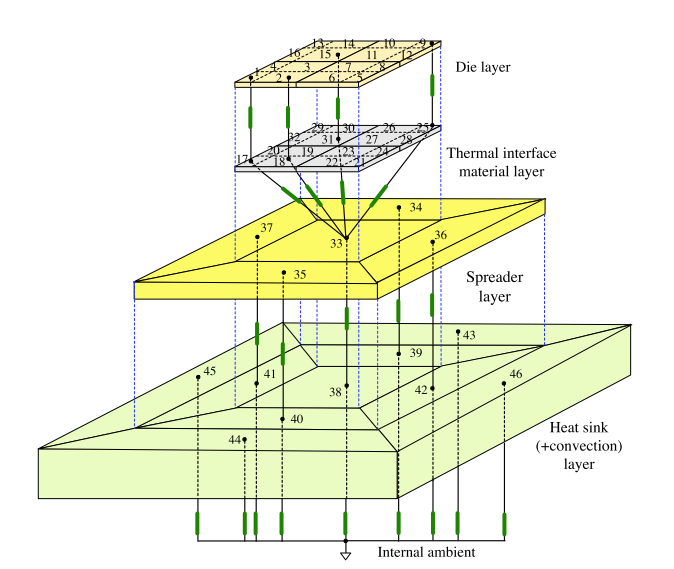 13 14 10 9
16 15 11 12
1 4 3 7 8
2 6 5
Die layer
29 30 26 25
32 31 27 28
20 19 23 24
17 18 22 21
Thermal interface
material layer
34
37 33 36
35
Spreader
layer
43
39
45 41 38 42 46
40
44
Heat sink
(+convection)
layer
Internal ambient